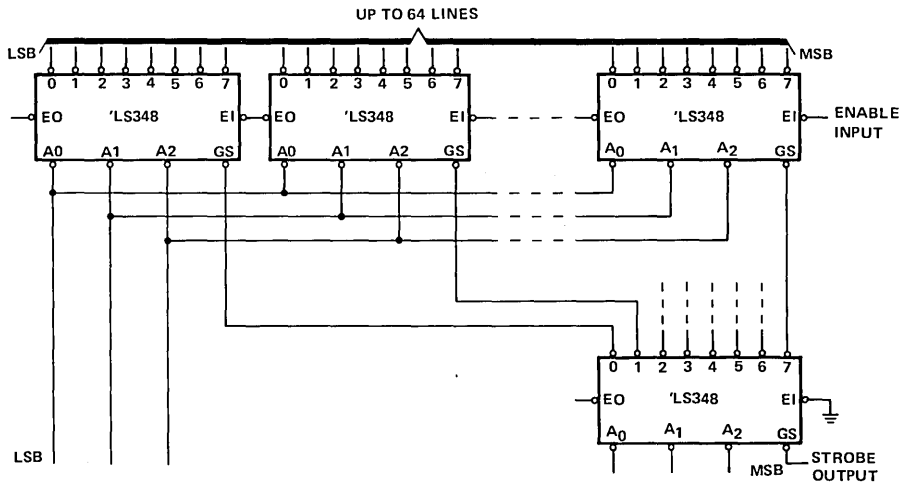 UP TO 64 LINES
LSB MSB
0 1 2 3 4 5 6 7 0 1 2 3 4 5 6 7 0 1 2 3 4 5 6 7
EO 'LS348 EI EO 'LS348 EI EO 'LS348 EI ENABLE
INPUT
A0 A1 A2 GS A0 A1 A2 GS A0 A1 A2 GS
0 1 2 3 4 5 6 7
EO 'LS348 EI
A0 A1 A2 GS
LSB MSB STROBE
OUTPUT